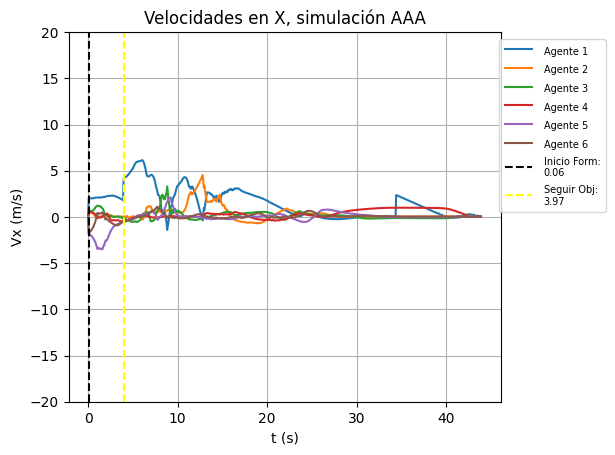 Velocidades en X, simulación AAA
20
15
10
5
0
−5
−10
−15
−20
Vx (m/s)
0
10
20
30
40
t (s)
Agente 1
Agente 2
Agente 3
Agente 4
Agente 5
Agente 6
Inicio Form:
0.06
Seguir Obj:
3.97